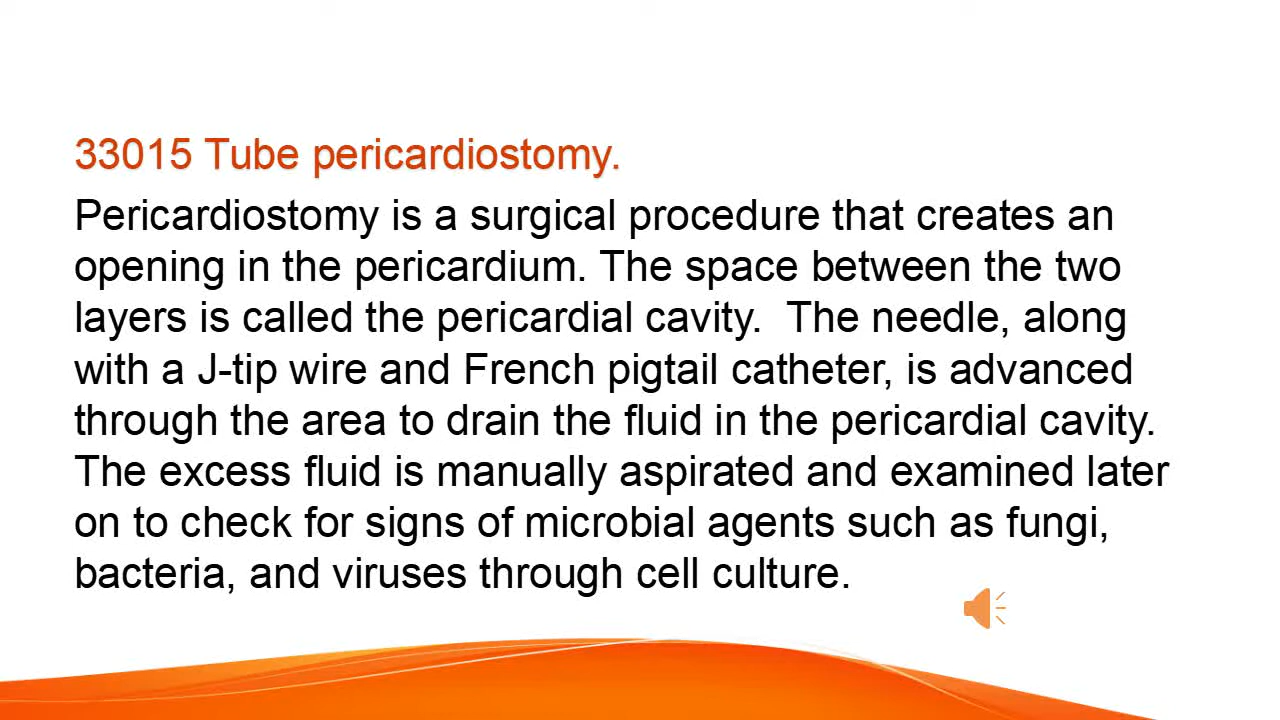 33015 Tube pericardiostomy.
Pericardiostomy is a surgical procedure that creates an
opening in the pericardium. The space between the two
layers is called the pericardial cavity.  The needle, along
with a J-tip wire and French pigtail catheter, is advanced
through the area to drain the fluid in the pericardial cavity.
The excess fluid is manually aspirated and examined later
on to check for signs of microbial agents such as fungi,
bacteria, and viruses through cell culture.